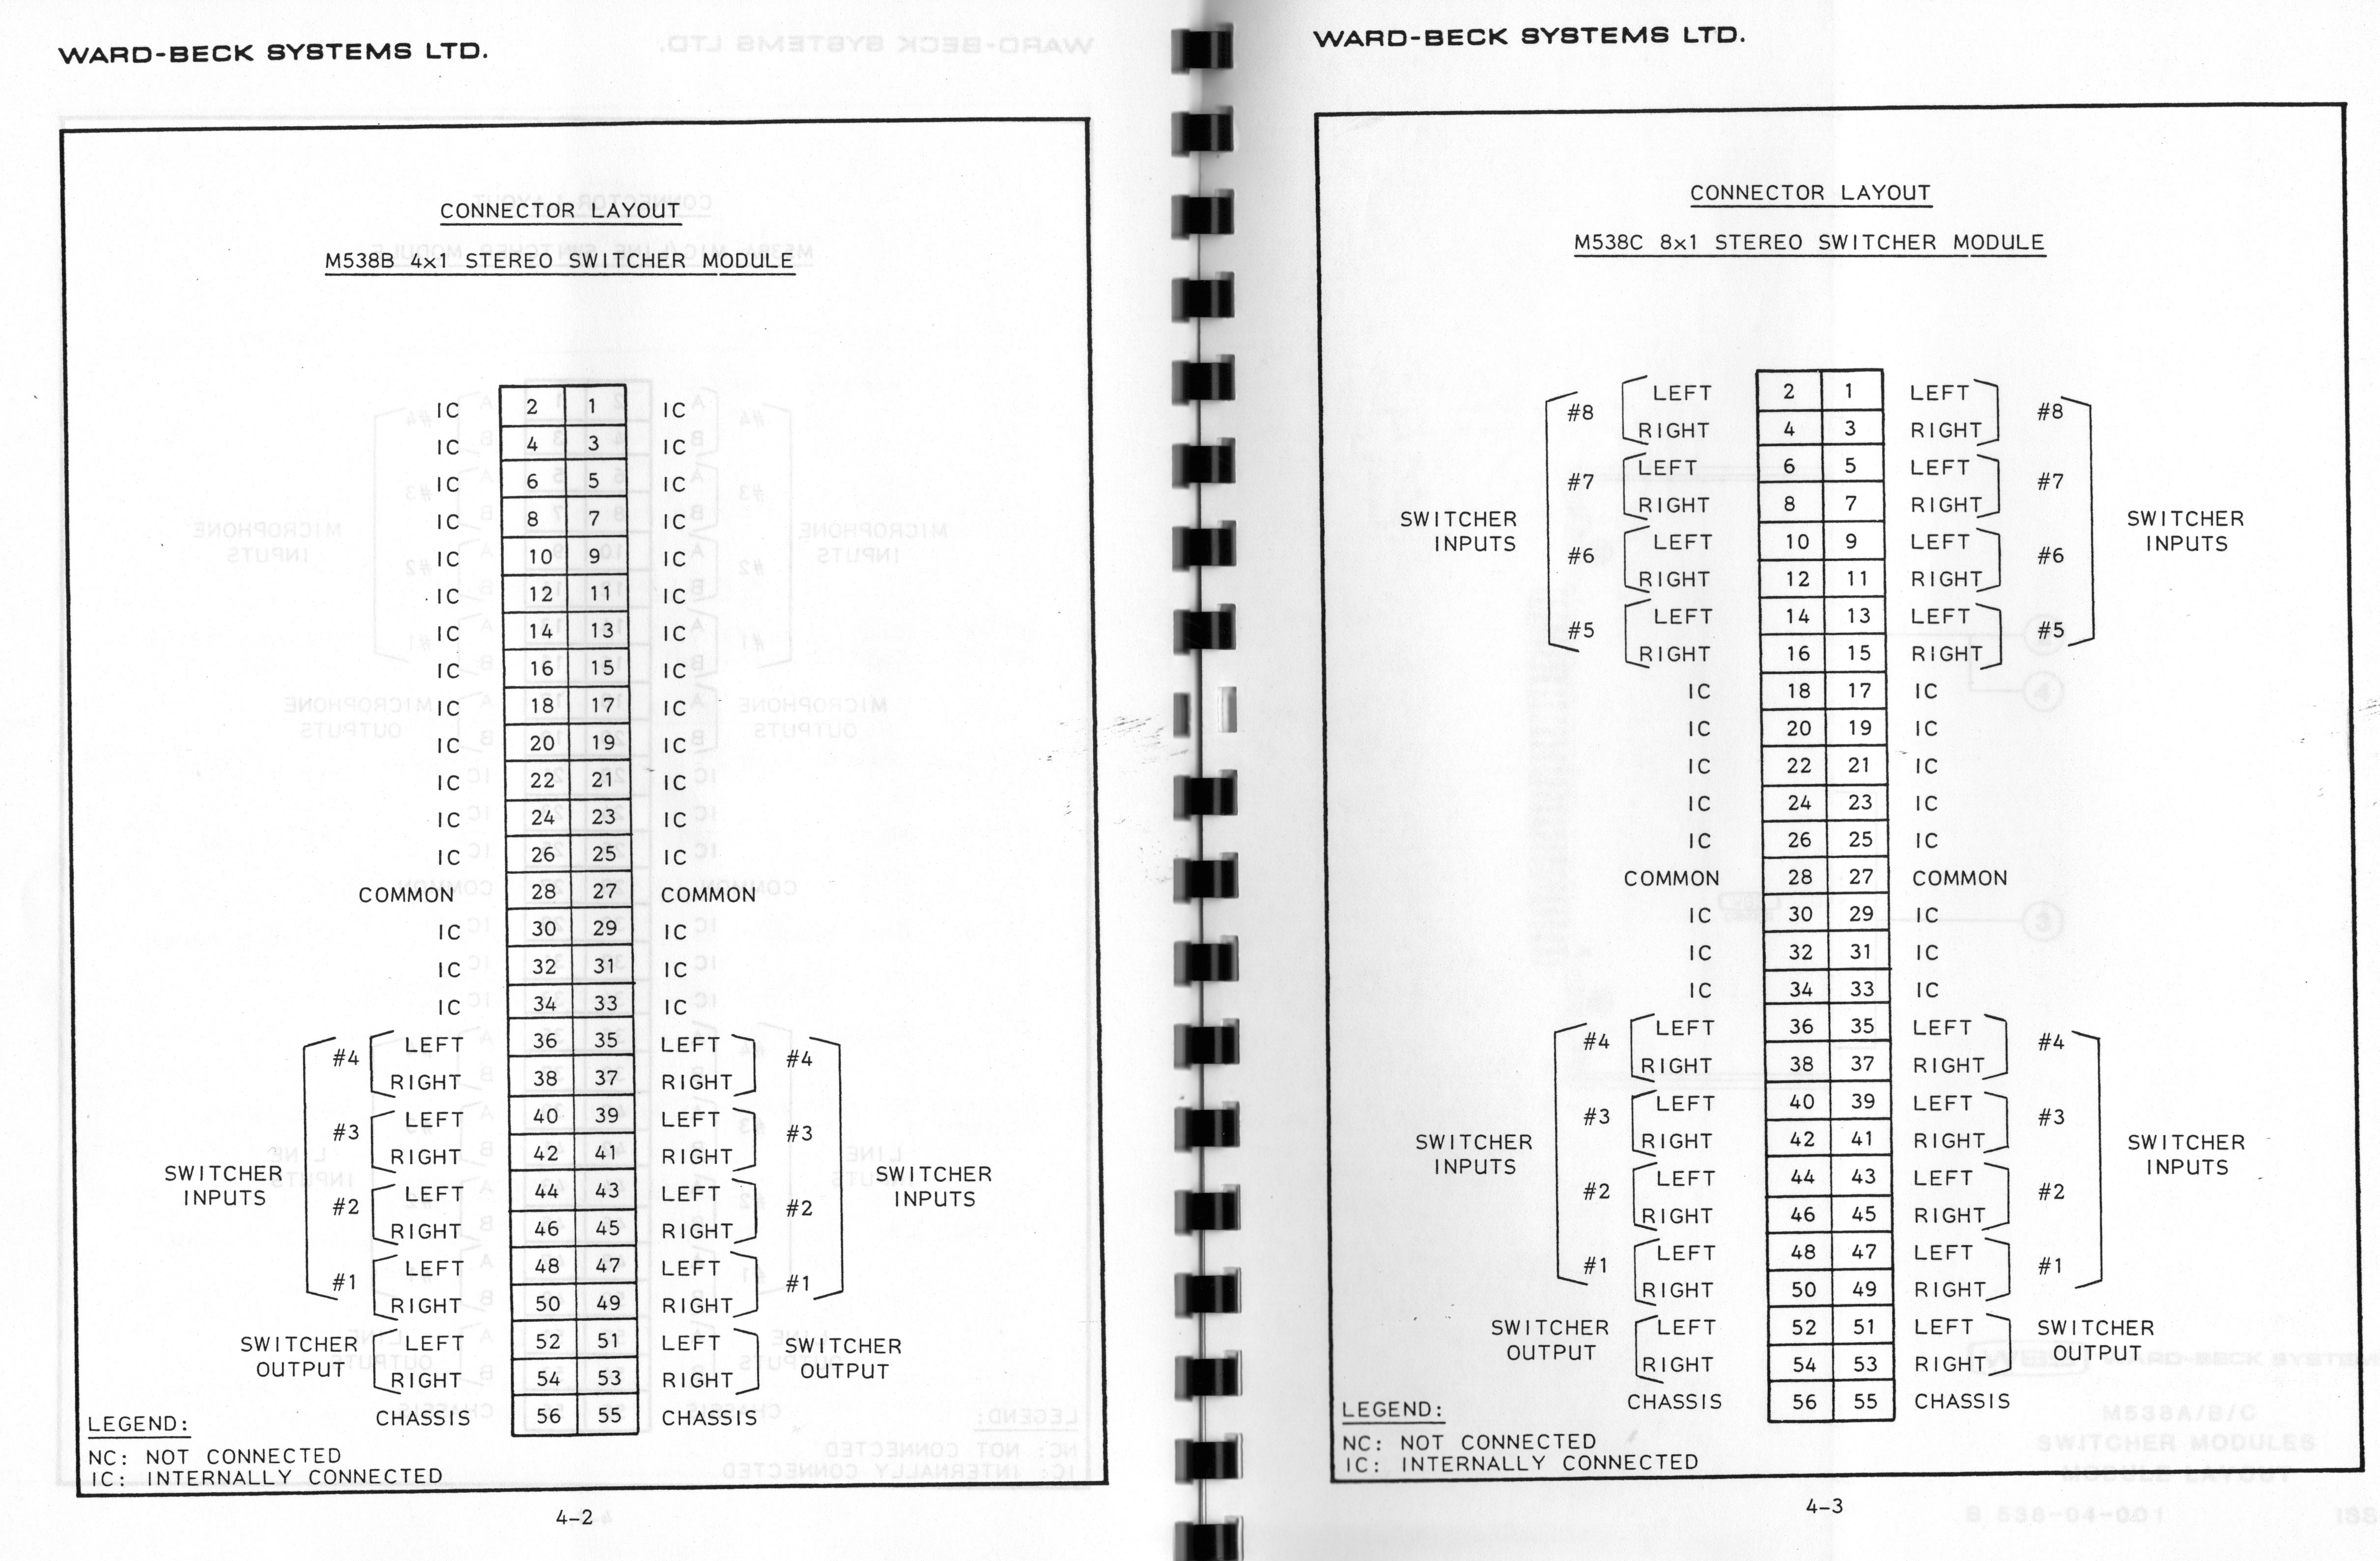 WARD-BECK SYSTEMS LTD.
CONNECTOR LAYOUT
M538B 4x1 STEREO SWITCHER MODULE
IC 2 1 IC
IC 4 3 IC
IC 6 5 IC
IC 8 7 IC
IC 10 9 IC
IC 12 11 IC
IC 14 13 IC
IC 16 15 IC
IC 18 17 IC
IC 20 19 IC
IC 22 21 IC
IC 24 23 IC
IC 26 25 IC
COMMON 28 27 COMMON
IC 30 29 IC
IC 32 31 IC
IC 34 33 IC
LEFT 36 35 LEFT
#4 #4
RIGHT 38 37 RIGHT
LEFT 40 39 LEFT
#3 #3
RIGHT 42 41 RIGHT
SWITCHER SWITCHER
INPUTS INPUTS
LEFT 44 43 LEFT
#2 #2
RIGHT 46 45 RIGHT
LEFT 48 47 LEFT
#1 #1
RIGHT 50 49 RIGHT
SWITCHER LEFT 52 51 LEFT SWITCHER
OUTPUT RIGHT 54 53 RIGHT OUTPUT
CHASSIS 56 55 CHASSIS
LEGEND:
NC: NOT CONNECTED
IC: INTERNALLY CONNECTED
4-2
WARD-BECK SYSTEMS LTD.
CONNECTOR LAYOUT
M538C 8x1 STEREO SWITCHER MODULE
LEFT 2 1 LEFT
#8 #8
RIGHT 4 3 RIGHT
LEFT 6 5 LEFT
#7 #7
RIGHT 8 7 RIGHT
SWITCHER SWITCHER
INPUTS INPUTS
LEFT 10 9 LEFT
#6 #6
RIGHT 12 11 RIGHT
LEFT 14 13 LEFT
#5 #5
RIGHT 16 15 RIGHT
IC 18 17 IC
IC 20 19 IC
IC 22 21 IC
IC 24 23 IC
IC 26 25 IC
COMMON 28 27 COMMON
IC 30 29 IC
IC 32 31 IC
IC 34 33 IC
LEFT 36 35 LEFT
#4 #4
RIGHT 38 37 RIGHT
LEFT 40 39 LEFT
#3 #3
RIGHT 42 41 RIGHT
SWITCHER SWITCHER
INPUTS INPUTS
LEFT 44 43 LEFT
#2 #2
RIGHT 46 45 RIGHT
LEFT 48 47 LEFT
#1 #1
RIGHT 50 49 RIGHT
SWITCHER LEFT 52 51 LEFT SWITCHER
OUTPUT RIGHT 54 53 RIGHT OUTPUT
CHASSIS 56 55 CHASSIS
LEGEND:
NC: NOT CONNECTED
IC: INTERNALLY CONNECTED
4-3